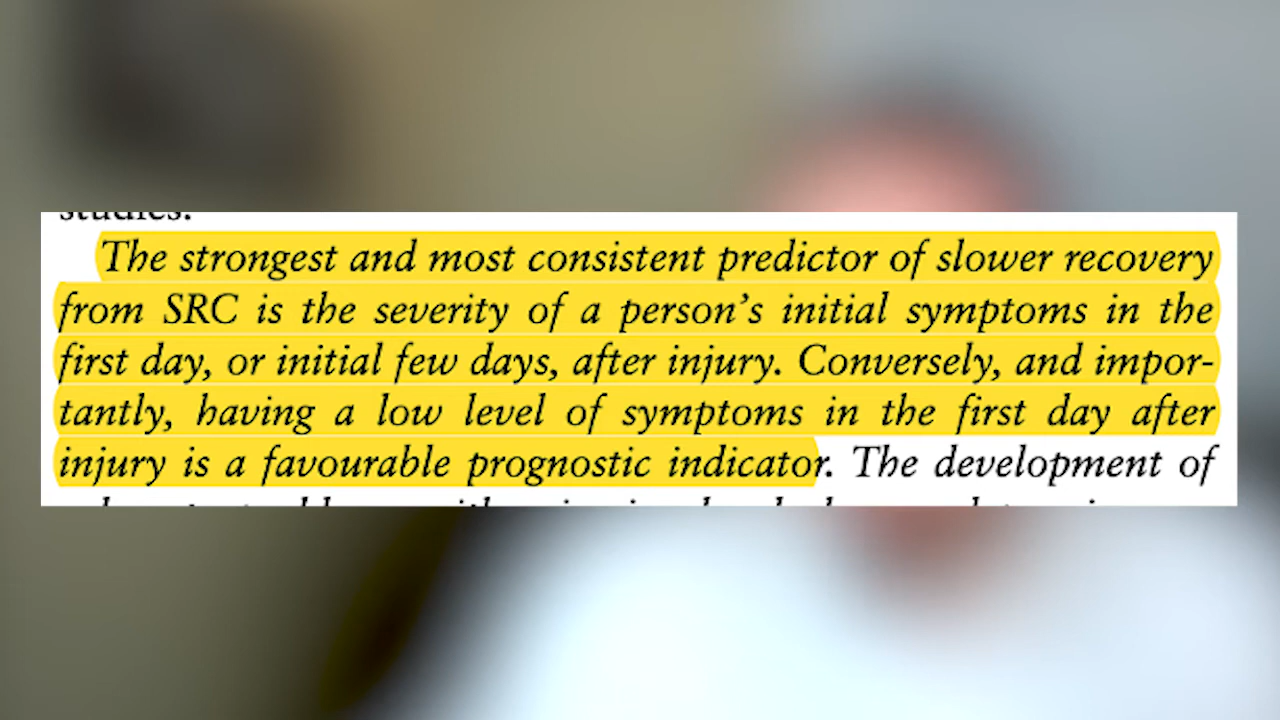 studies.
The strongest and most consistent predictor of slower recovery
from SRC is the severity of a person's initial symptoms in the
first day, or initial few days, after injury. Conversely, and impor-
tantly, having a low level of symptoms in the first day after
injury is a favourable prognostic indicator. The development of